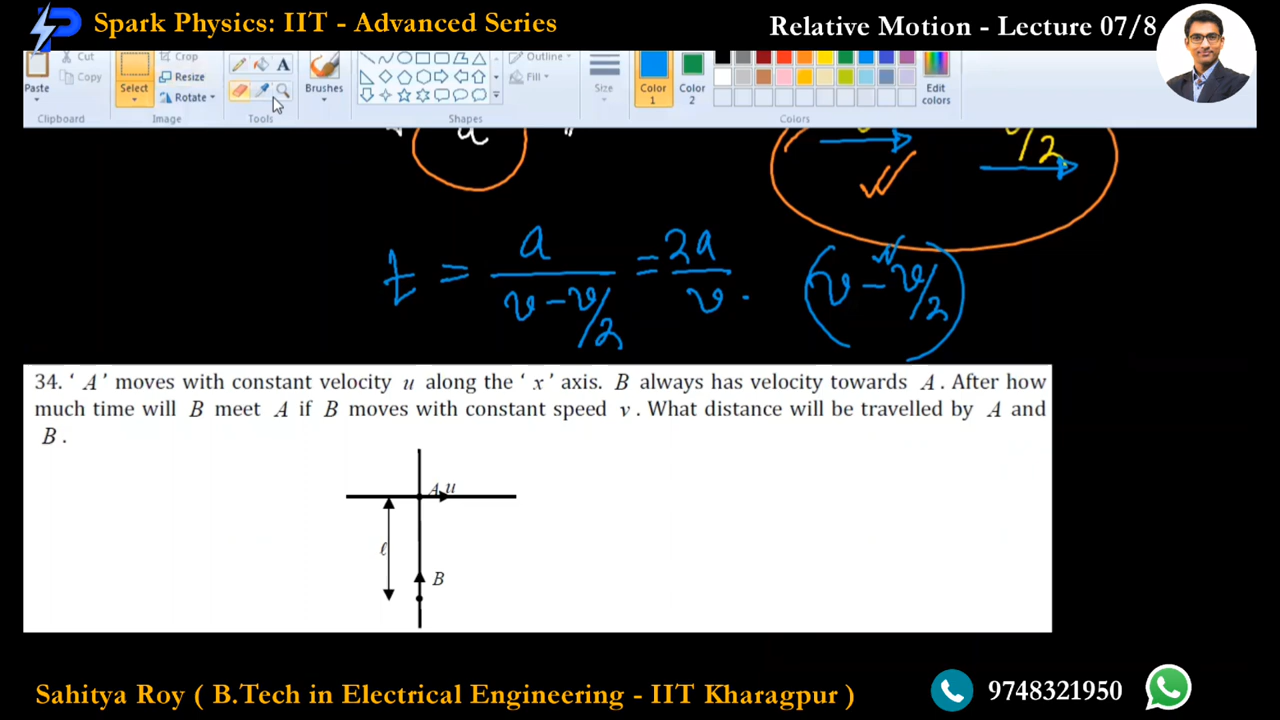 Spark Physics: IIT - Advanced Series
Relative Motion - Lecture 07/8
Paste
Cut
Copy
Clipboard
Select
Crop
Resize
Rotate
Image
A
Tools
Brushes
Shapes
Outline
Fill
Size
Color 1
Color 2
Edit colors
Colors
a
v/2
t = a / (v - v/2) = 2a / v . (v - v/2)
34. ‘ A’ moves with constant velocity u along the ‘ x’ axis. B always has velocity towards A. After how
much time will B meet A if B moves with constant speed v. What distance will be travelled by A and
B.
A u
ℓ
B
Sahitya Roy ( B.Tech in Electrical Engineering - IIT Kharagpur )
9748321950